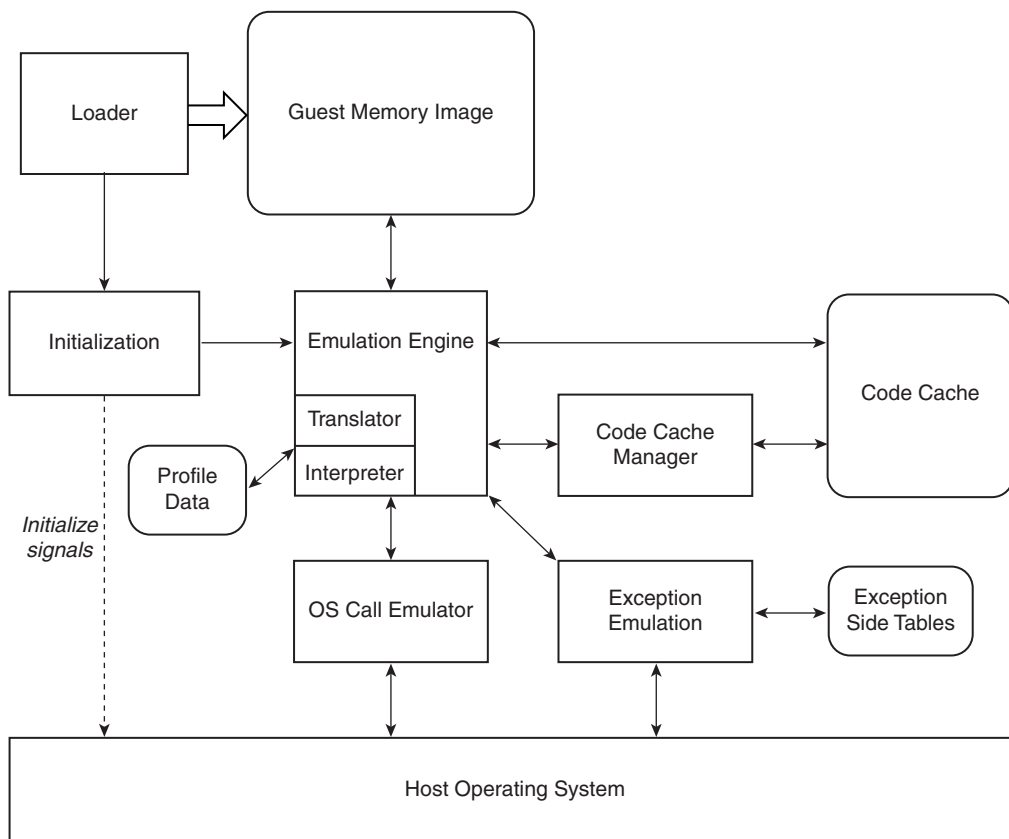 Loader
Guest Memory Image
Initialization
Emulation Engine
Translator
Interpreter
Code Cache
Manager
Code Cache
Profile
Data
Initialize
signals
OS Call Emulator
Exception
Emulation
Exception
Side Tables
Host Operating System